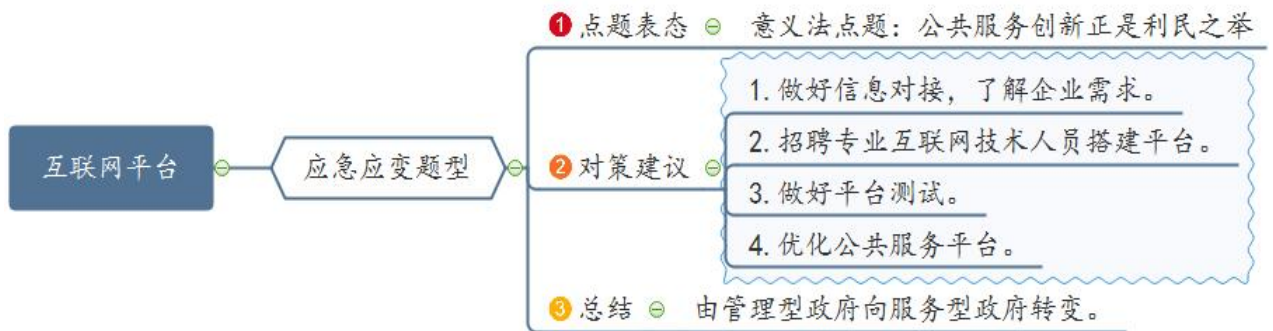 互联网平台
应急应变题型
1 点题表态
意义法点题：公共服务创新正是利民之举
2 对策建议
1.做好信息对接，了解企业需求。
2.招聘专业互联网技术人员搭建平台。
3.做好平台测试。
4.优化公共服务平台。
3 总结
由管理型政府向服务型政府转变。